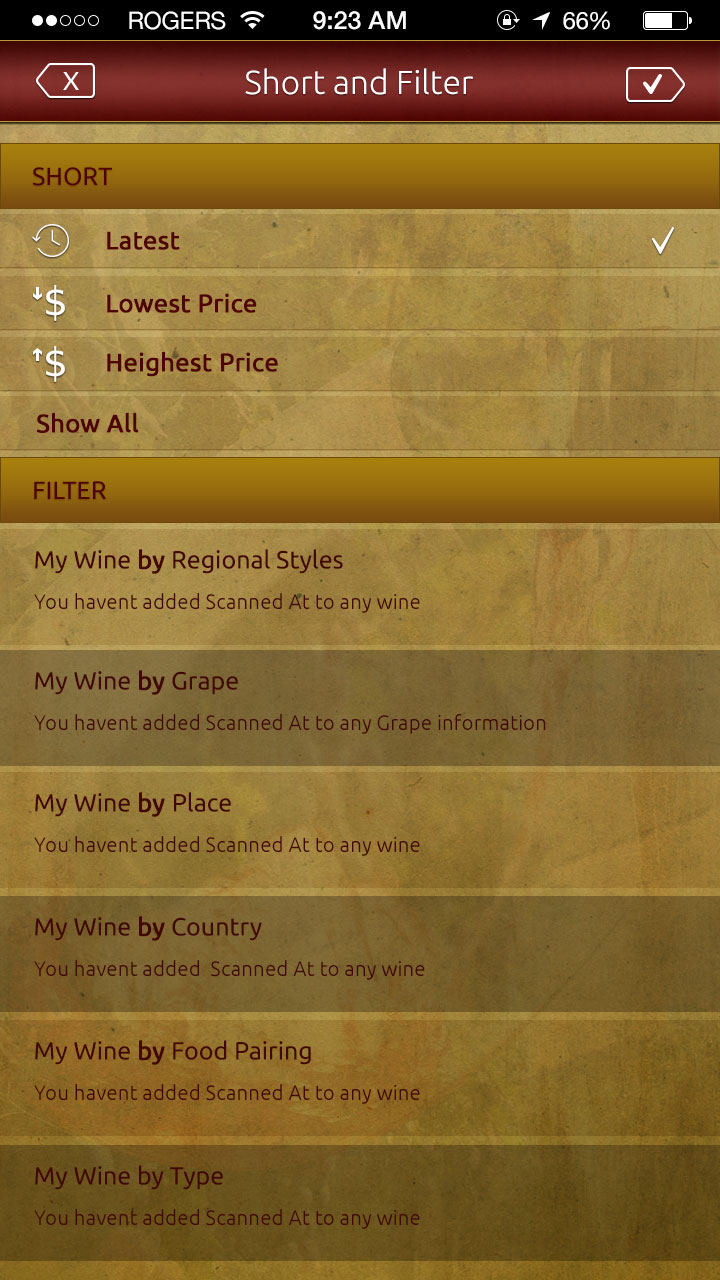 ROGERS 9:23 AM 66%
X Short and Filter
SHORT
Latest
$ Lowest Price
$ Heighest Price
Show All
FILTER
My Wine by Regional Styles
You havent added Scanned At to any wine
My Wine by Grape
You havent added Scanned At to any Grape information
My Wine by Place
You havent added Scanned At to any wine
My Wine by Country
You havent added  Scanned At to any wine
My Wine by Food Pairing
You havent added Scanned At to any wine
My Wine by Type
You havent added Scanned At to any wine